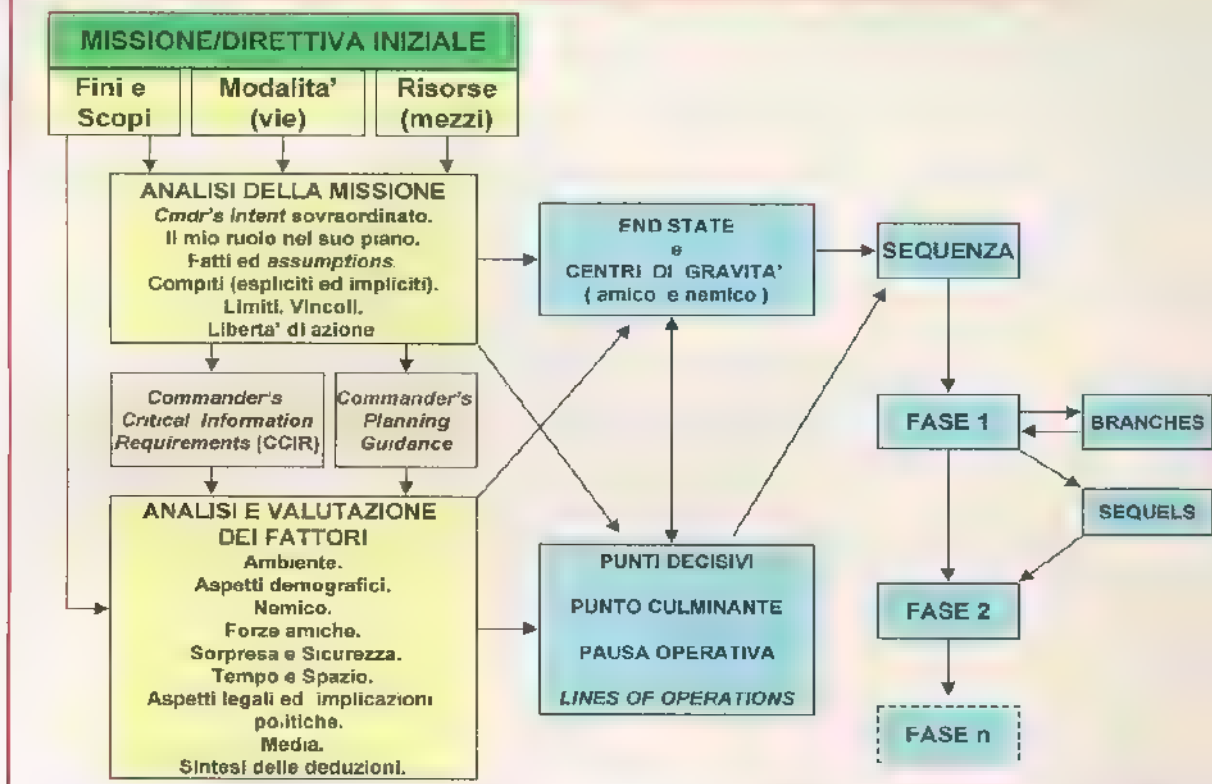 MISSIONE/DIRETTIVA INIZIALE
Fini e
Scopi
Modalita'
(vie)
Risorse
(mezzi)
ANALISI DELLA MISSIONE
Cmdr's intent sovraordinato.
Il mio ruolo nel suo piano.
Fatti ed assumptions.
Compiti (espliciti ed impliciti).
Limiti, Vincoli.
Liberta' di azione
Commander's
Critical Information
Requirements (CCIR)
Commander's
Planning
Guidance
ANALISI E VALUTAZIONE
DEI FATTORI
Ambiente.
Aspetti demografici.
Nemico.
Forze amiche.
Sorpresa e Sicurezza.
Tempo e Spazio.
Aspetti legali ed implicazioni
politiche.
Media.
Sintesi delle deduzioni.
END STATE
e
CENTRI DI GRAVITA'
( amico e nemico )
PUNTI DECISIVI
PUNTO CULMINANTE
PAUSA OPERATIVA
LINES OF OPERATIONS
SEQUENZA
FASE 1
BRANCHES
SEQUELS
FASE 2
FASE n